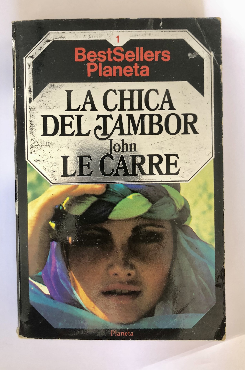 1
BestSellers
Planeta
LA CHICA
DEL TAMBOR
John
LE CARRE
Planeta